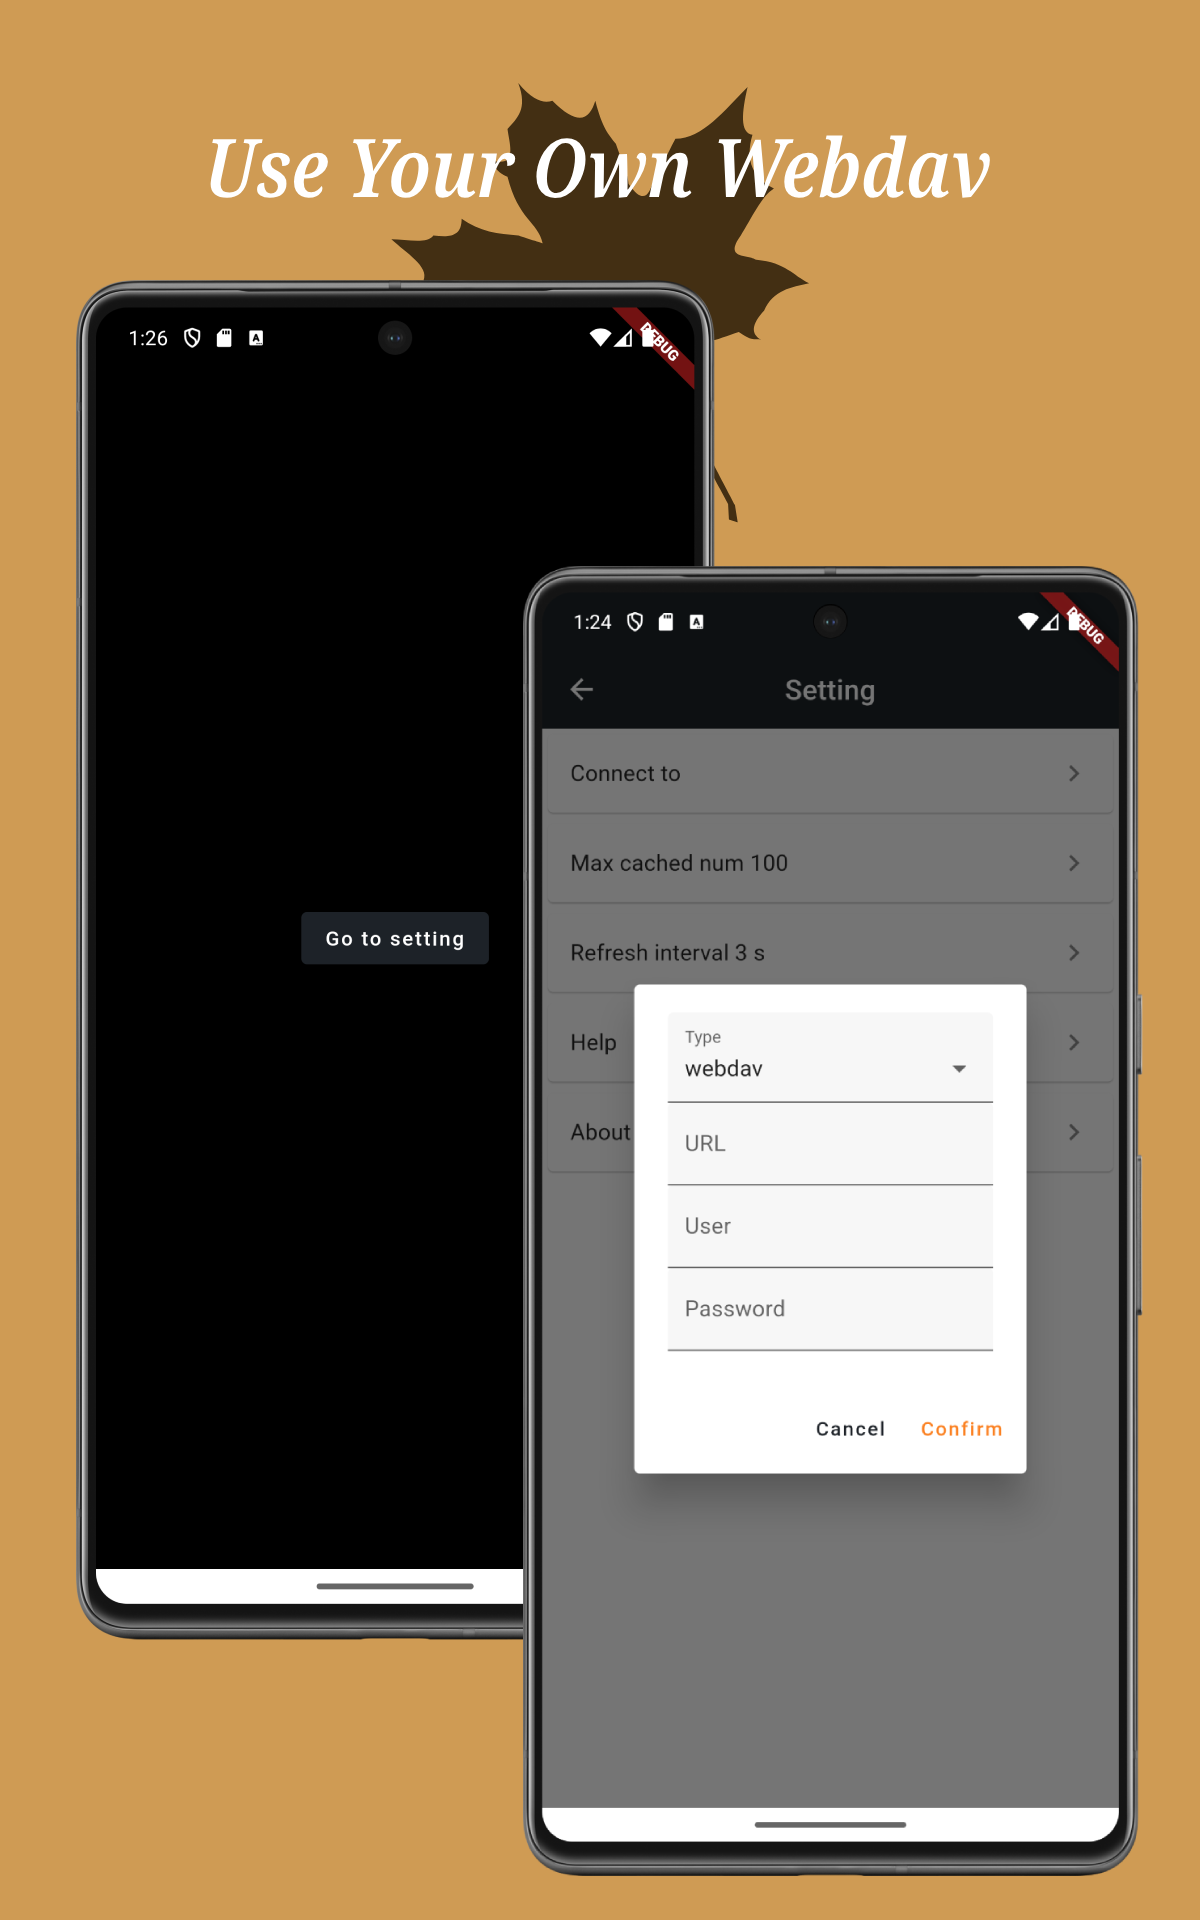 Use Your Own Webdav
1:26
DEBUG
Go to setting
1:24
DEBUG
Setting
Connect to
Max cached num 100
Refresh interval 3 s
Help
About
Type
webdav
URL
User
Password
Cancel Confirm